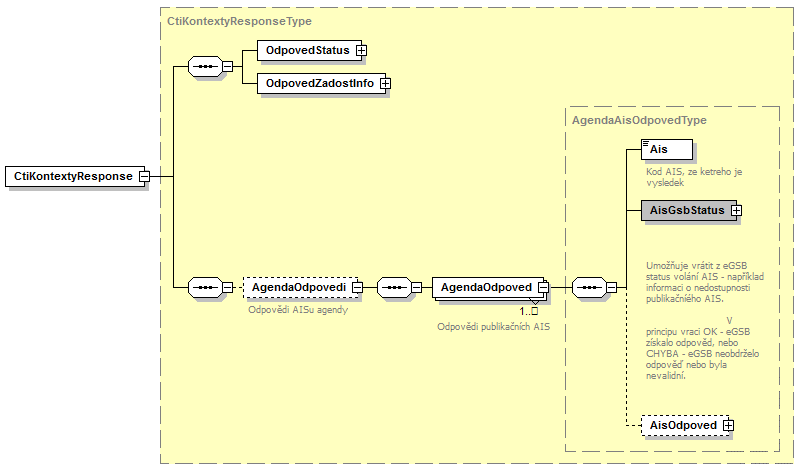 CtiKontextyResponseType
OdpovedStatus
OdpovedZadostInfo
AgendaAisOdpovedType
Ais
Kod AIS, ze ketreho je
vysledek
CtiKontextyResponse
AisGsbStatus
Umožňuje vrátit z eGSB
status volání AIS - například
informaci o nedostupnosti
publikačního AIS.
V
principu vraci OK - eGSB
získalo odpověd, nebo
CHYBA - eGSB neobdrželo
odpověď nebo byla
nevalidní.
AgendaOdpovedi
Odpovědi AISu agendy
AgendaOdpoved
1..
Odpovědi publikačních AIS
AisOdpoved